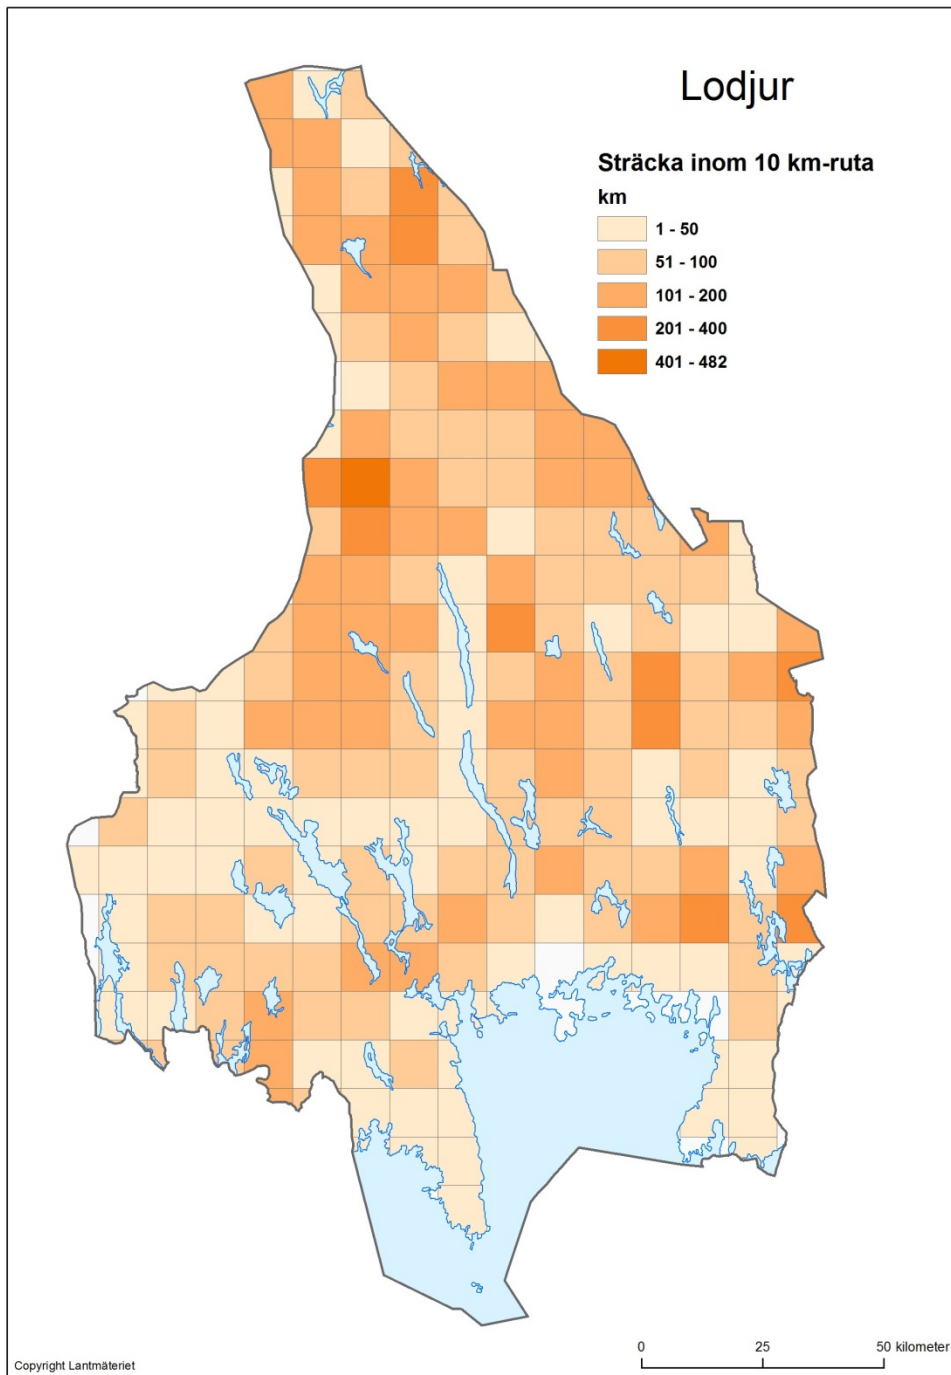 Lodjur
Sträcka inom 10 km-ruta
km
1 - 50
51 - 100
101 - 200
201 - 400
401 - 482
0 25 50 kilometer
Copyright Lantmäteriet